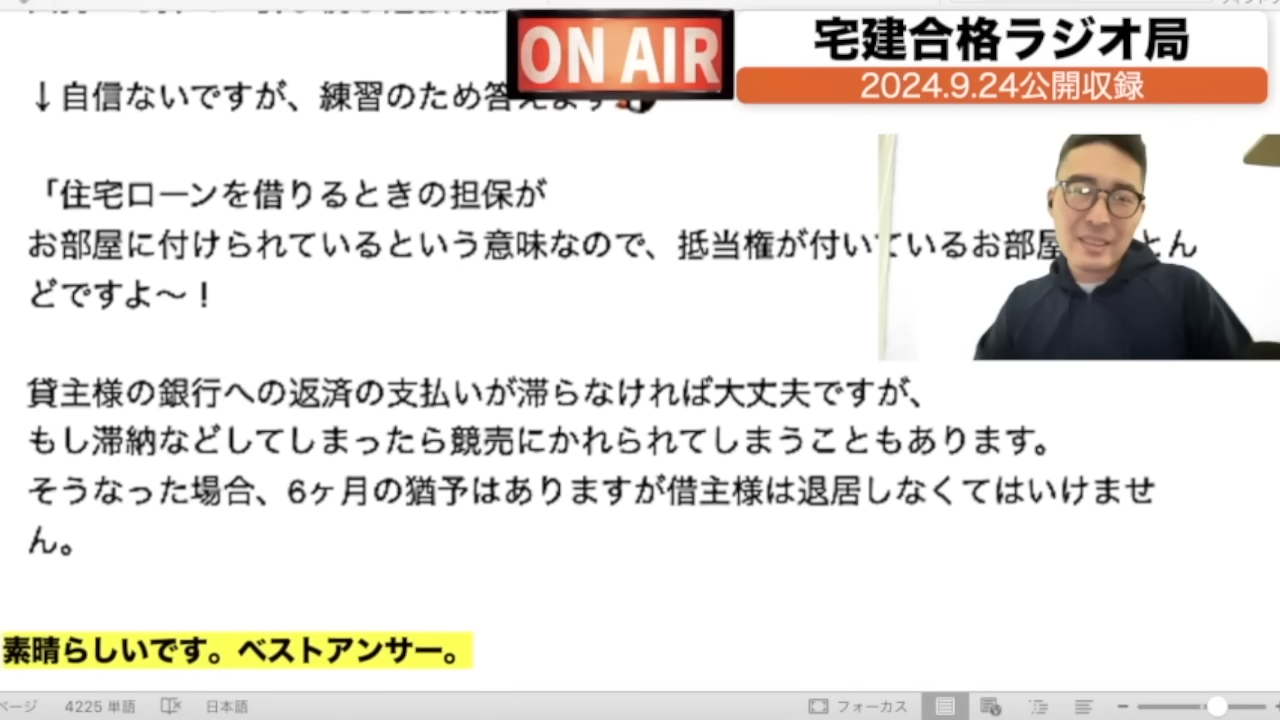 ON AIR
宅建合格ラジオ局
2024.9.24公開収録
↓自信ないですが、練習のため答えます
「住宅ローンを借りるときの担保が
お部屋に付けられているという意味なので、抵当権が付いているお部屋 とん
どですよ〜！
貸主様の銀行への返済の支払いが滞らなければ大丈夫ですが、
もし滞納などしてしまったら競売にかれられてしまうこともあります。
そうなった場合、6ヶ月の猶予はありますが借主様は退居しなくてはいけませ
ん。
素晴らしいです。ベストアンサー。
ページ 4225 単語 日本語 フォーカス